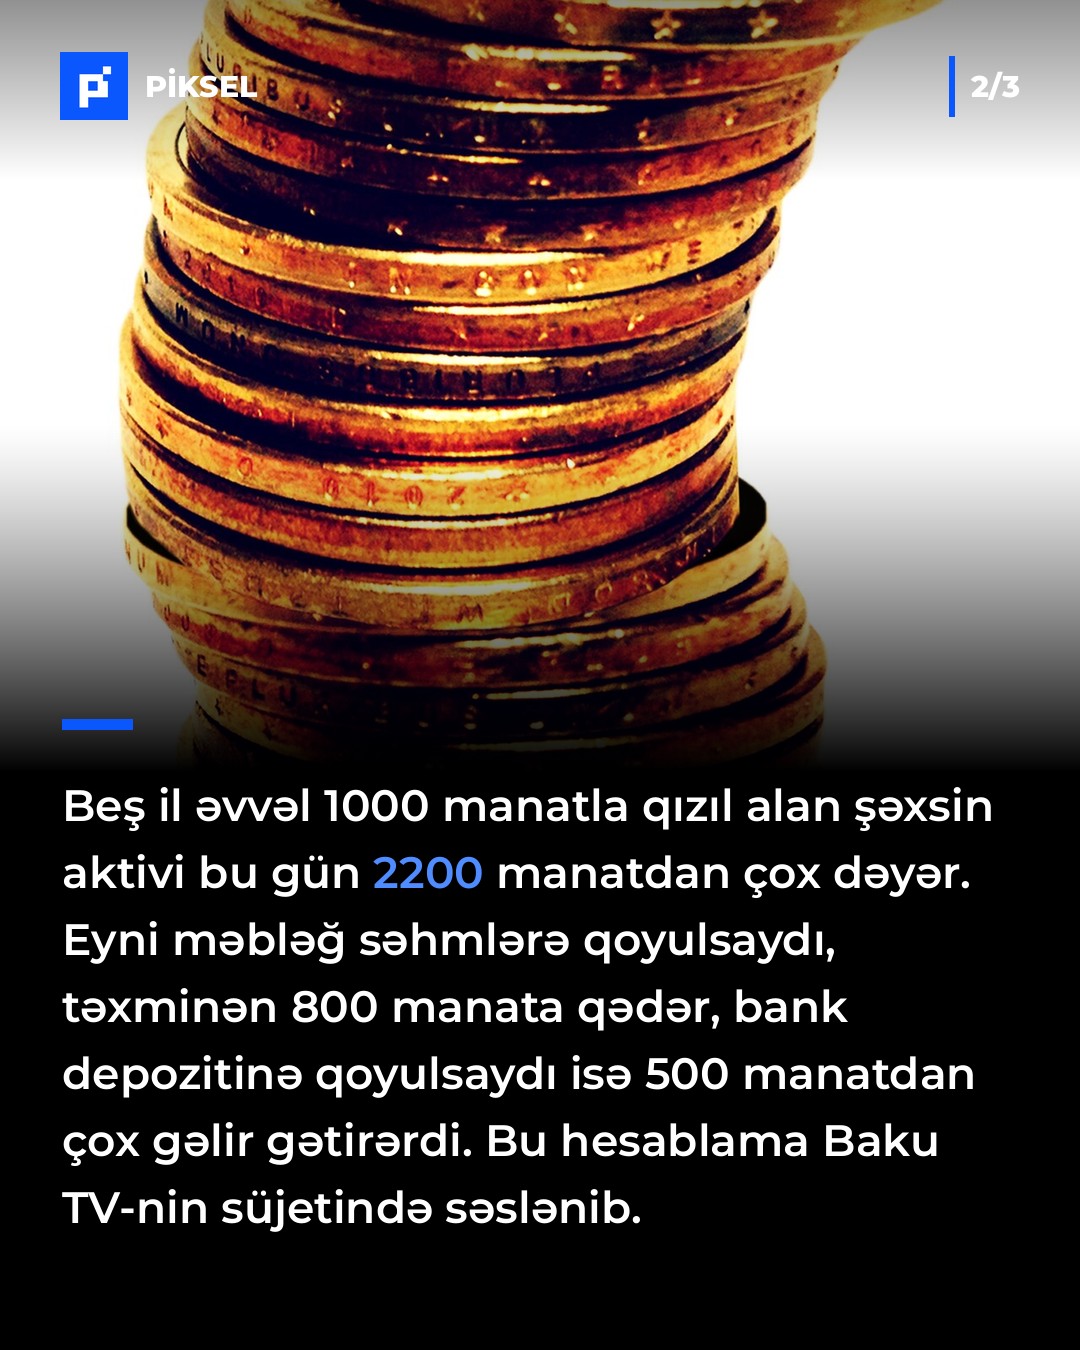 PİKSEL
2/3
Beş il əvvəl 1000 manatla qızıl alan şəxsin
aktivi bu gün 2200 manatdan çox dəyər.
Eyni məbləğ səhmlərə qoyulsaydı,
təxminən 800 manata qədər, bank
depozitinə qoyulsaydı isə 500 manatdan
çox gəlir gətirərdi. Bu hesablama Baku
TV-nin süjetində səslənib.